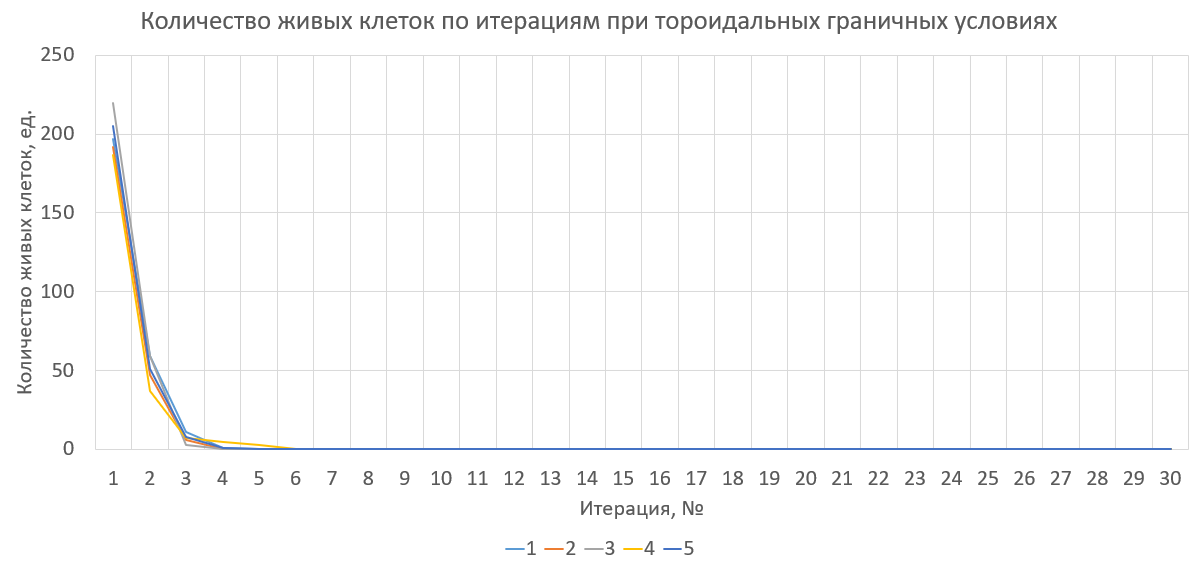 Количество живых клеток по итерациям при тороидальных граничных условиях
Количество живых клеток, ед.
250
200
150
100
50
0
1 2 3 4 5 6 7 8 9 10 11 12 13 14 15 16 17 18 19 20 21 22 23 24 25 26 27 28 29 30
Итерация, №
1 2 3 4 5